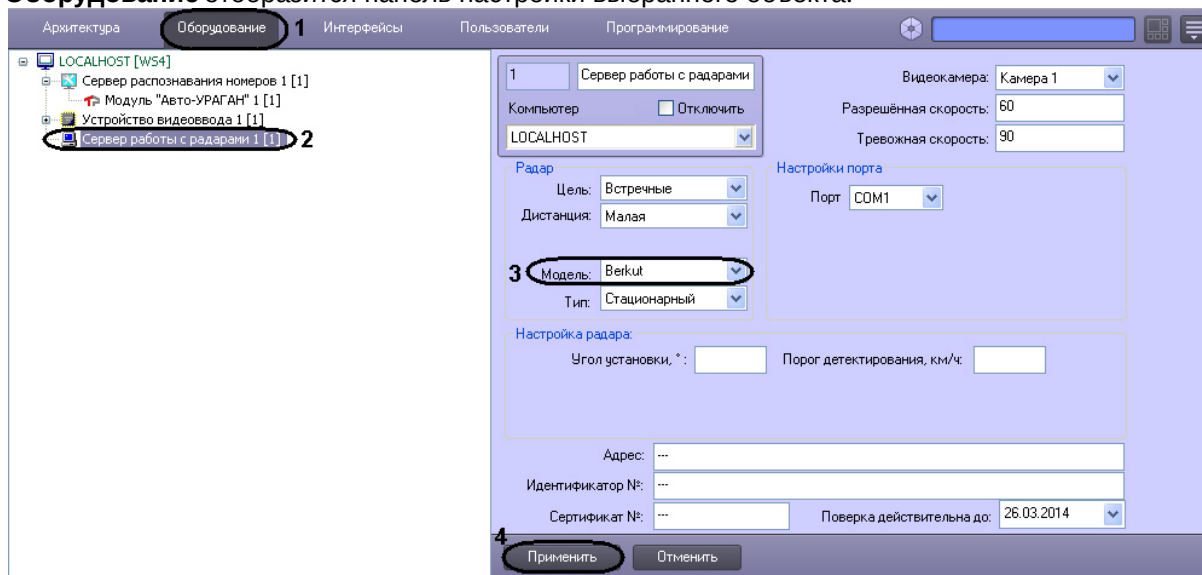 Оборудование отобразится панель настройки выбранного объекта.
Архитектура Оборудование 1 Интерфейсы Пользователи Программирование
LOCALHOST [WS4]
Сервер распознавания номеров 1 [1]
Модуль "Авто-УРАГАН" 1 [1]
Устройство видеоввода 1 [1]
Сервер работы с радарами 1 [1] 2
1 Сервер работы с радарами
Компьютер Отключить
LOCALHOST
Видеокамера: Камера 1
Разрешённая скорость: 60
Тревожная скорость: 90
Радар
Цель: Встречные
Дистанция: Малая
3 Модель: Berkut
Тип: Стационарный
Настройки порта
Порт COM1
Настройка радара:
Угол установки, °: Порог детектирования, км/ч:
Адрес: ---
Идентификатор №: ---
Сертификат №: --- Поверка действительна до: 26.03.2014
4
Применить Отменить